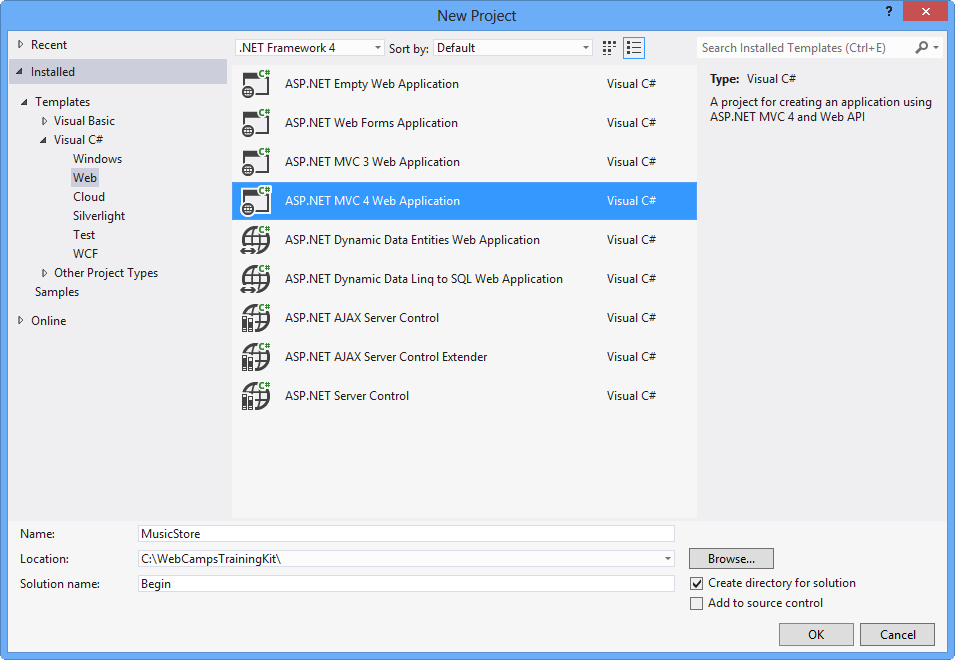 New Project
?
Recent
Installed
Templates
Visual Basic
Visual C#
Windows
Web
Cloud
Silverlight
Test
WCF
Other Project Types
Samples
Online
.NET Framework 4 Sort by: Default
C# ASP.NET Empty Web Application Visual C#
C# ASP.NET Web Forms Application Visual C#
C# ASP.NET MVC 3 Web Application Visual C#
C# ASP.NET MVC 4 Web Application Visual C#
C# ASP.NET Dynamic Data Entities Web Application Visual C#
C# ASP.NET Dynamic Data Linq to SQL Web Application Visual C#
C# ASP.NET AJAX Server Control Visual C#
C# ASP.NET AJAX Server Control Extender Visual C#
C# ASP.NET Server Control Visual C#
Search Installed Templates (Ctrl+E)
Type: Visual C#
A project for creating an application using
ASP.NET MVC 4 and Web API
Name: MusicStore
Location: C:\WebCampsTrainingKit\ Browse...
Solution name: Begin
Create directory for solution
Add to source control
OK Cancel